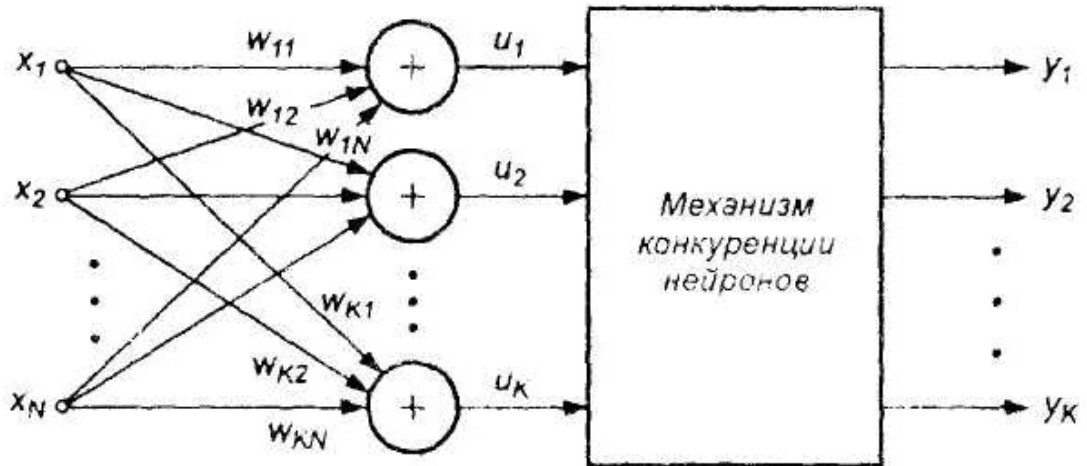 x1 w11 u1 y1
w12
w1N
x2 u2 y2
Механизм
конкуренции
нейронов
wK1
wK2
xN uK yK
wKN